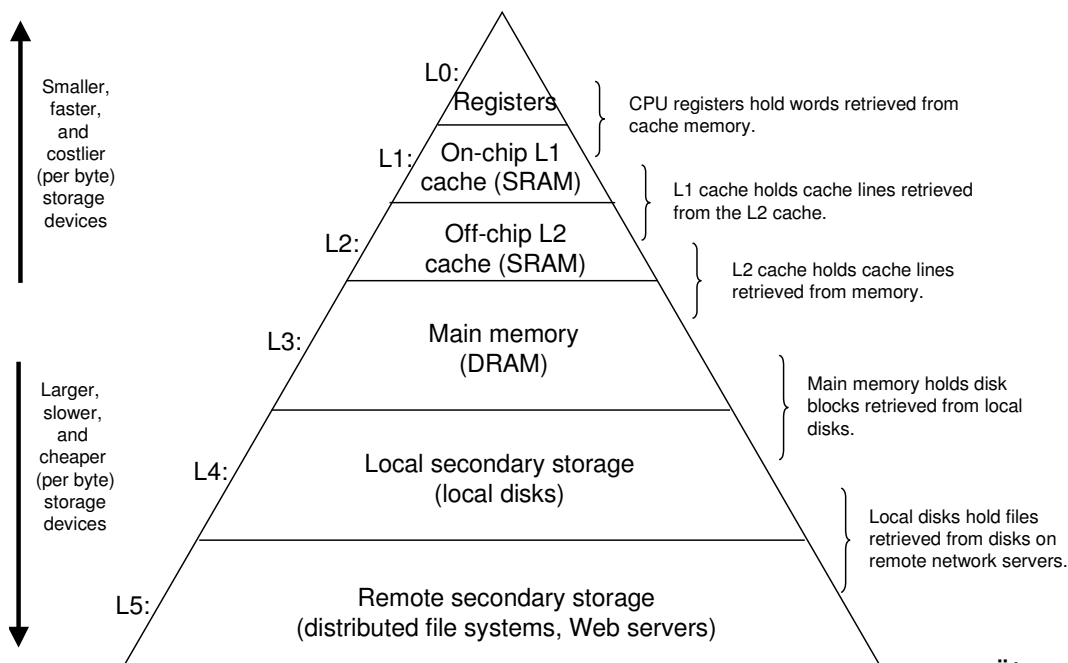 Smaller,
faster,
and
costlier
(per byte)
storage
devices
Larger,
slower,
and
cheaper
(per byte)
storage
devices
L0:
Registers
CPU registers hold words retrieved from
cache memory.
L1:
On-chip L1
cache (SRAM)
L1 cache holds cache lines retrieved
from the L2 cache.
L2:
Off-chip L2
cache (SRAM)
L2 cache holds cache lines
retrieved from memory.
L3:
Main memory
(DRAM)
Main memory holds disk
blocks retrieved from local
disks.
L4:
Local secondary storage
(local disks)
Local disks hold files
retrieved from disks on
remote network servers.
L5:
Remote secondary storage
(distributed file systems, Web servers)